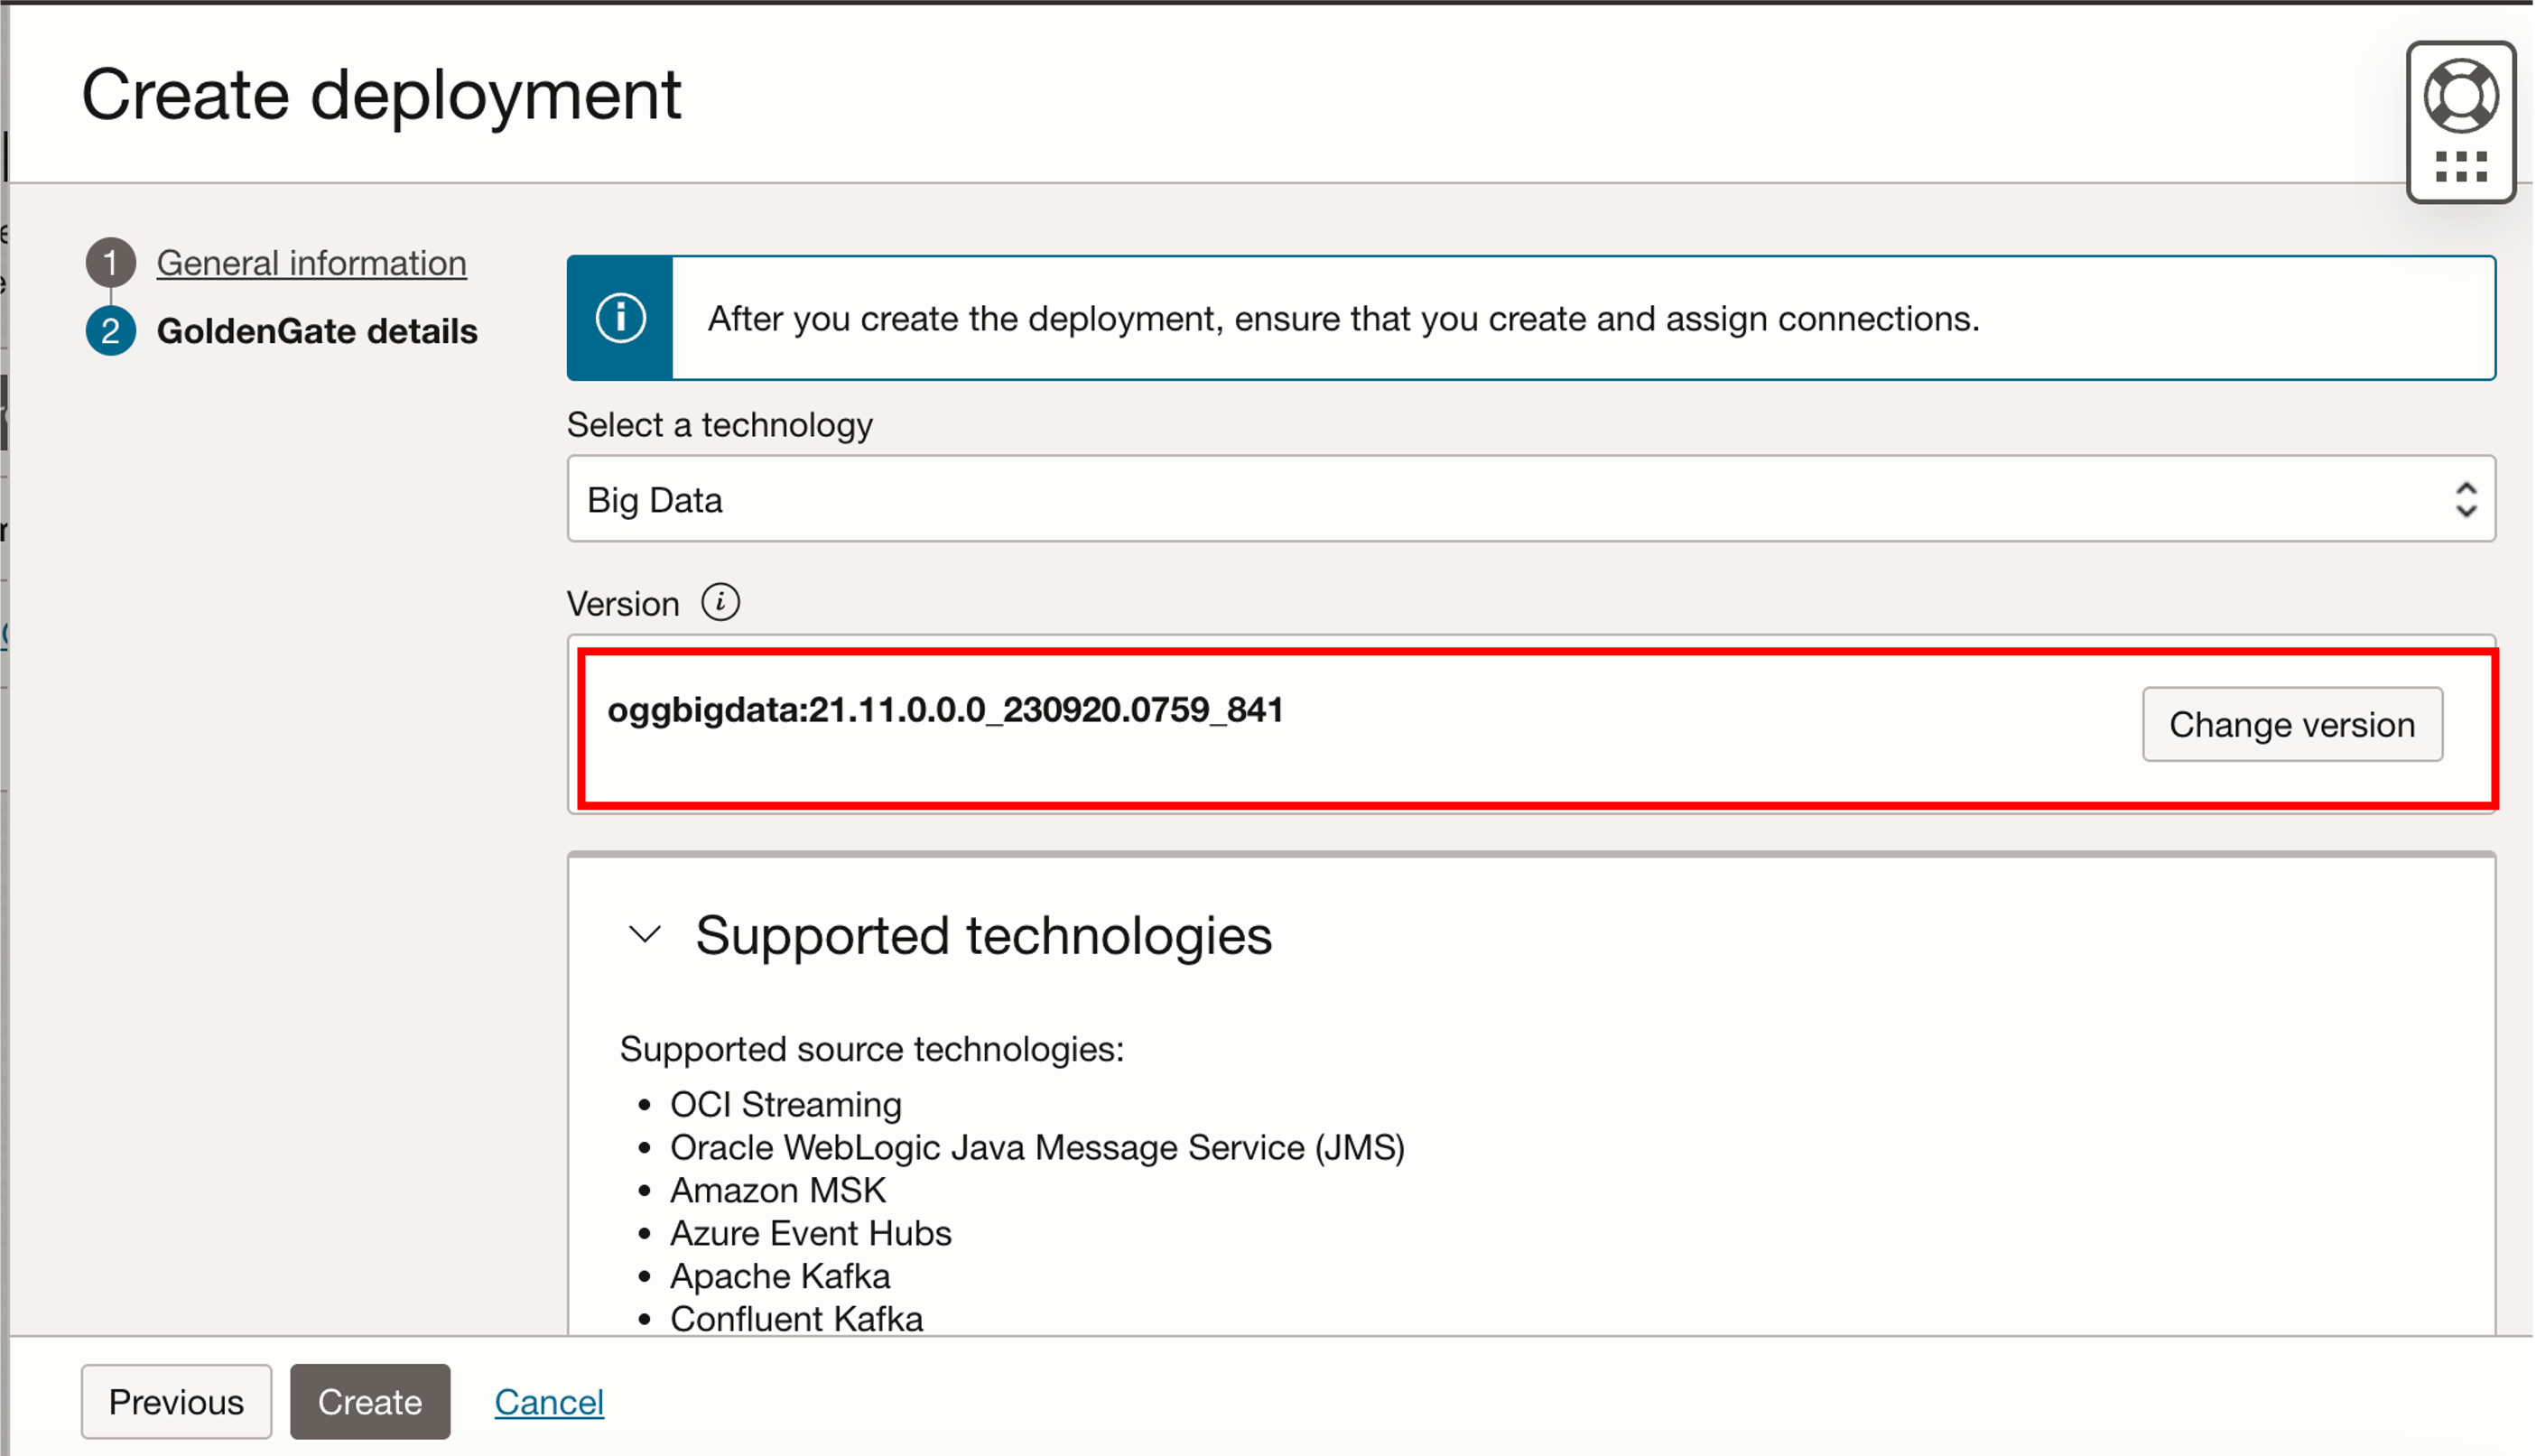 Create deployment
1 General information
2 GoldenGate details
After you create the deployment, ensure that you create and assign connections.
Select a technology
Big Data
Version i
oggbigdata:21.11.0.0.0_230920.0759_841
Change version
Supported technologies
Supported source technologies:
• OCI Streaming
• Oracle WebLogic Java Message Service (JMS)
• Amazon MSK
• Azure Event Hubs
• Apache Kafka
• Confluent Kafka
Previous
Create
Cancel